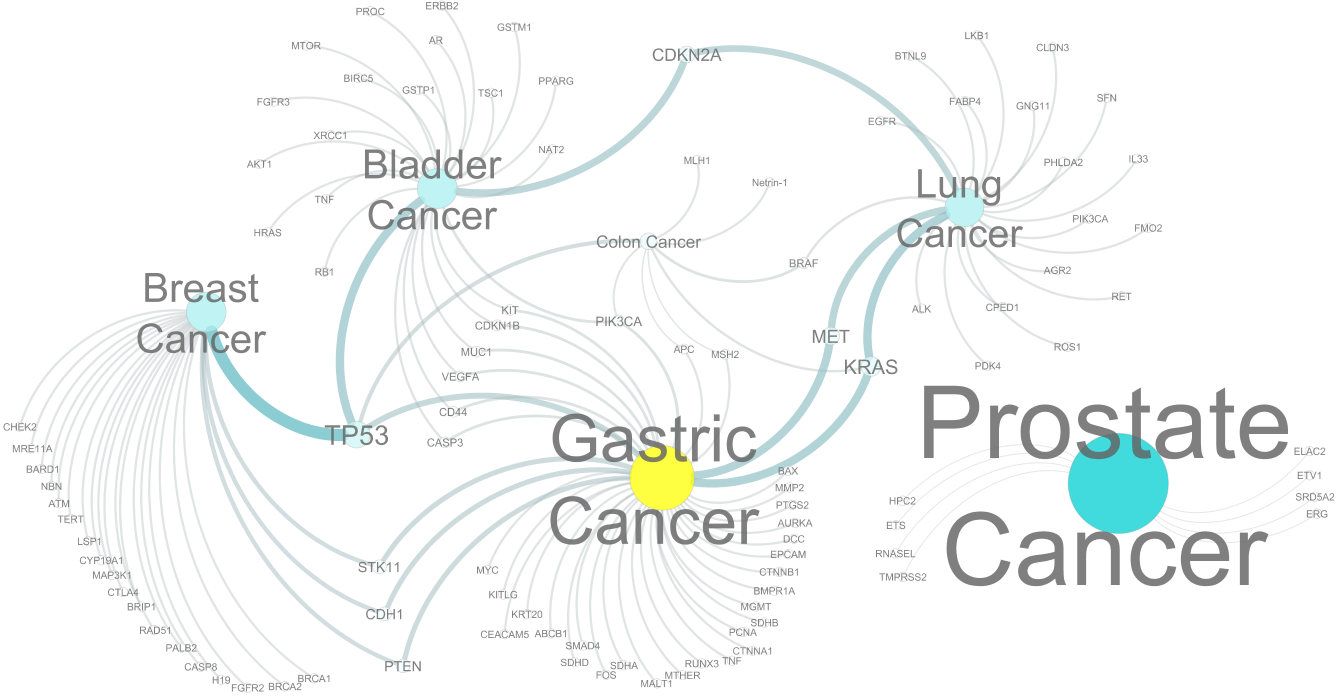 PROC
ERBB2
GSTM1
MTOR
AR
BIRC5
GSTP1
TSC1
PPARG
FGFR3
XRCC1
AKT1
NAT2
TNF
HRAS
RB1
Bladder
Cancer
CDKN2A
LKB1
CLDN3
BTNL9
FABP4
GNG11
SFN
EGFR
PHLDA2
IL33
PIK3CA
FMO2
AGR2
RET
ALK
CPED1
ROS1
PDK4
Lung
Cancer
MLH1
Netrin-1
Colon Cancer
BRAF
KIT
CDKN1B
PIK3CA
MUC1
APC
MSH2
VEGFA
CD44
CASP3
MET
KRAS
Breast
Cancer
TP53
CHEK2
MRE11A
BARD1
NBN
ATM
TERT
LSP1
CYP19A1
MAP3K1
CTLA4
BRIP1
RAD51
PALB2
CASP8
H19
FGFR2
BRCA2
BRCA1
STK11
CDH1
PTEN
Gastric
Cancer
BAX
MMP2
PTGS2
AURKA
DCC
EPCAM
CTNNB1
BMPR1A
MGMT
SDHB
PCNA
CTNNA1
TNF
RUNX3
MTHER
MALT1
SDHA
FOS
SDHD
SMAD4
ABCB1
CEACAM5
KRT20
KITLG
MYC
Prostate
Cancer
HPC2
ETS
RNASEL
TMPRSS2
ELAC2
ETV1
SRD5A2
ERG